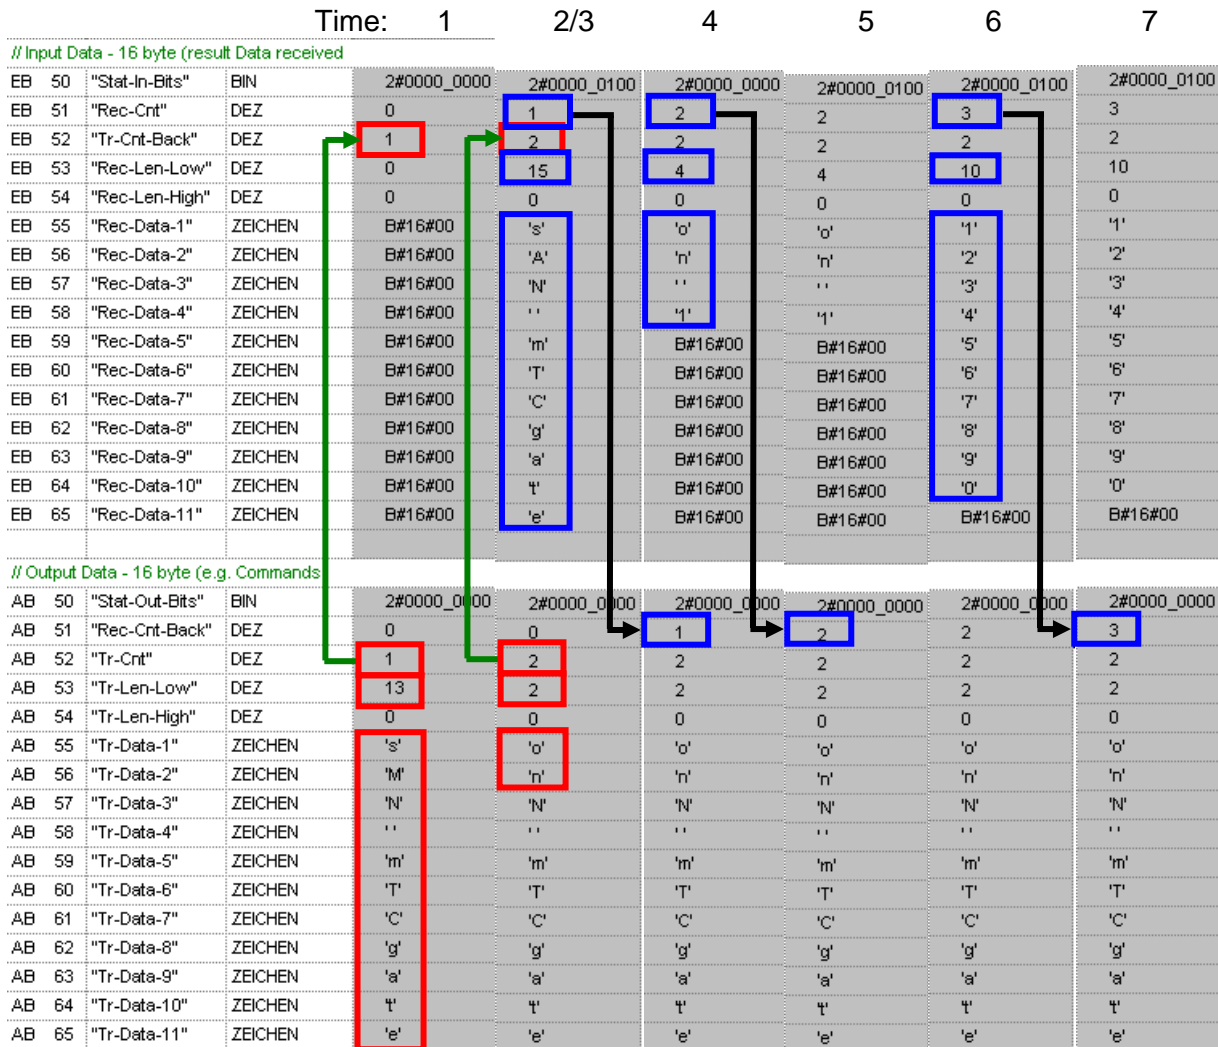 Time: 1 2/3 4 5 6 7
// Input Data - 16 byte (result Data received
EB 50 "Stat-In-Bits" BIN 2#0000_0000 2#0000_0100 2#0000_0000 2#0000_0100 2#0000_0100 2#0000_0100
EB 51 "Rec-Cnt" DEZ 0 1 2 2 3 3
EB 52 "Tr-Cnt-Back" DEZ 1 2 2 2 2 2
EB 53 "Rec-Len-Low" DEZ 0 15 4 4 10 10
EB 54 "Rec-Len-High" DEZ 0 0 0 0 0 0
EB 55 "Rec-Data-1" ZEICHEN B#16#00 's' 'o' 'o' '1' '1'
EB 56 "Rec-Data-2" ZEICHEN B#16#00 'A' 'n' 'n' '2' '2'
EB 57 "Rec-Data-3" ZEICHEN B#16#00 'N' ' ' ' ' '3' '3'
EB 58 "Rec-Data-4" ZEICHEN B#16#00 ' ' '1' '1' '4' '4'
EB 59 "Rec-Data-5" ZEICHEN B#16#00 'm' B#16#00 B#16#00 '5' '5'
EB 60 "Rec-Data-6" ZEICHEN B#16#00 'T' B#16#00 B#16#00 '6' '6'
EB 61 "Rec-Data-7" ZEICHEN B#16#00 'C' B#16#00 B#16#00 '7' '7'
EB 62 "Rec-Data-8" ZEICHEN B#16#00 'g' B#16#00 B#16#00 '8' '8'
EB 63 "Rec-Data-9" ZEICHEN B#16#00 'a' B#16#00 B#16#00 '9' '9'
EB 64 "Rec-Data-10" ZEICHEN B#16#00 't' B#16#00 B#16#00 '0' '0'
EB 65 "Rec-Data-11" ZEICHEN B#16#00 'e' B#16#00 B#16#00 B#16#00 B#16#00
// Output Data - 16 byte (e.g. Commands
AB 50 "Stat-Out-Bits" BIN 2#0000_0000 2#0000_0000 2#0000_0000 2#0000_0000 2#0000_0000 2#0000_0000
AB 51 "Rec-Cnt-Back" DEZ 0 0 1 2 2 3
AB 52 "Tr-Cnt" DEZ 1 2 2 2 2 2
AB 53 "Tr-Len-Low" DEZ 13 2 2 2 2 2
AB 54 "Tr-Len-High" DEZ 0 0 0 0 0 0
AB 55 "Tr-Data-1" ZEICHEN 's' 'o' 'o' 'o' 'o' 'o'
AB 56 "Tr-Data-2" ZEICHEN 'M' 'n' 'n' 'n' 'n' 'n'
AB 57 "Tr-Data-3" ZEICHEN 'N' 'N' 'N' 'N' 'N' 'N'
AB 58 "Tr-Data-4" ZEICHEN ' ' ' ' ' ' ' ' ' ' ' '
AB 59 "Tr-Data-5" ZEICHEN 'm' 'm' 'm' 'm' 'm' 'm'
AB 60 "Tr-Data-6" ZEICHEN 'T' 'T' 'T' 'T' 'T' 'T'
AB 61 "Tr-Data-7" ZEICHEN 'C' 'C' 'C' 'C' 'C' 'C'
AB 62 "Tr-Data-8" ZEICHEN 'g' 'g' 'g' 'g' 'g' 'g'
AB 63 "Tr-Data-9" ZEICHEN 'a' 'a' 'a' 'a' 'a' 'a'
AB 64 "Tr-Data-10" ZEICHEN 't' 't' 't' 't' 't' 't'
AB 65 "Tr-Data-11" ZEICHEN 'e' 'e' 'e' 'e' 'e' 'e'